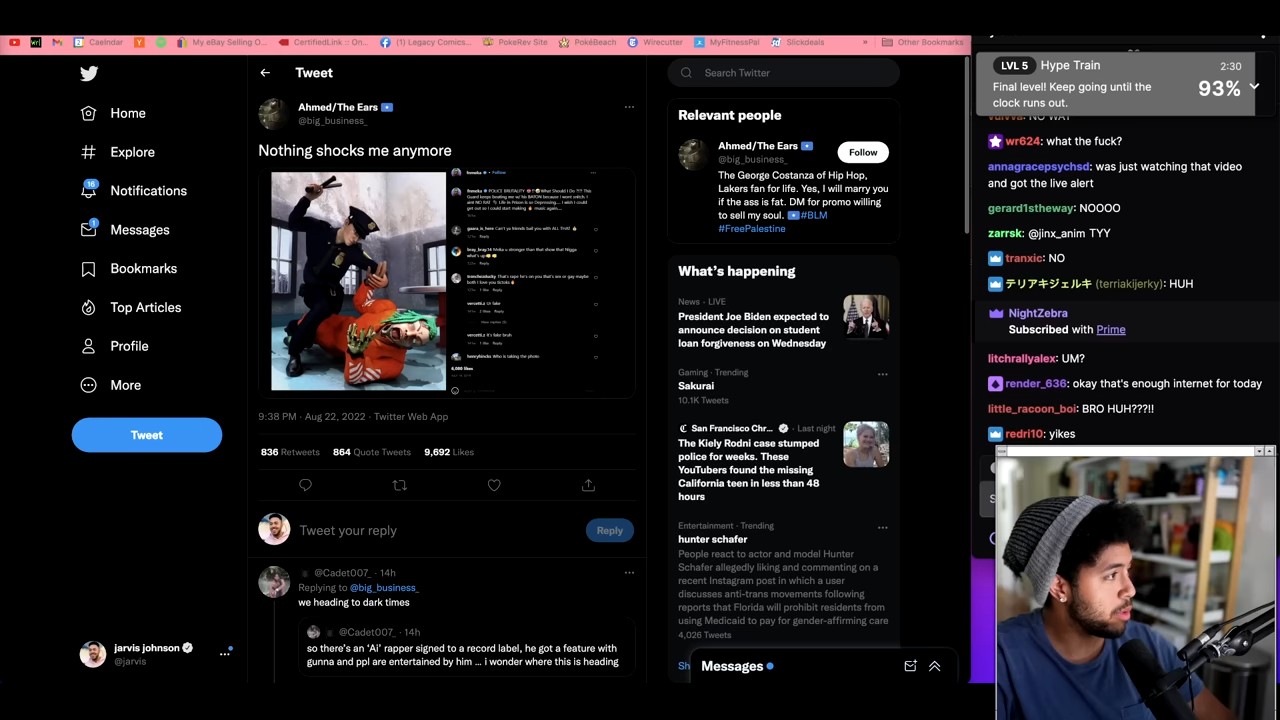 Caelndar
My eBay Selling O...
CertifiedLink :: On...
(1) Legacy Comics...
PokeRev Site
PokéBeach
Wirecutter
MyFitnessPal
Slickdeals
»
Other Bookmarks
Home
Explore
16
Notifications
1
Messages
Bookmarks
Top Articles
Profile
More
Tweet
jarvis johnson
@jarvis
Tweet
Ahmed/The Ears
@big_business_
Nothing shocks me anymore
9:38 PM · Aug 22, 2022 · Twitter Web App
836 Retweets 864 Quote Tweets 9,692 Likes
Tweet your reply
Reply
@Cadet007_ · 14h
Replying to @big_business_
we heading to dark times
@Cadet007_ · 14h
so there's an 'Ai' rapper signed to a record label, he got a feature with
gunna and ppl are entertained by him ... i wonder where this is heading
Search Twitter
Relevant people
Ahmed/The Ears
@big_business_
Follow
The George Costanza of Hip Hop,
Lakers fan for life. Yes, I will marry you
if the ass is fat. DM for promo willing
to sell my soul. #BLM
#FreePalestine
What's happening
News · LIVE
President Joe Biden expected to
announce decision on student
loan forgiveness on Wednesday
Gaming · Trending
Sakurai
10.1K Tweets
San Francisco Chr... · Last night
The Kiely Rodni case stumped
police for weeks. These
YouTubers found the missing
California teen in less than 48
hours
Entertainment · Trending
hunter schafer
People react to actor and model Hunter
Schafer allegedly liking and commenting on a
recent Instagram post in which a user
discusses anti-trans movements following
reports that Florida will prohibit residents from
using Medicaid to pay for gender-affirming care
4,026 Tweets
Sh
Messages
LVL 5 Hype Train
2:30
Final level! Keep going until the
clock runs out.
93%
wr624: what the fuck?
annagracepsychsd: was just watching that video
and got the live alert
gerard1stheway: NOOOO
zarrsk: @jinx_anim TYY
tranxic: NO
テリアキジェルキ (terriakijerky): HUH
NightZebra
Subscribed with Prime
litchrallyalex: UM?
render_636: okay that's enough internet for today
little_racoon_boi: BRO HUH???!!
redri10: yikes